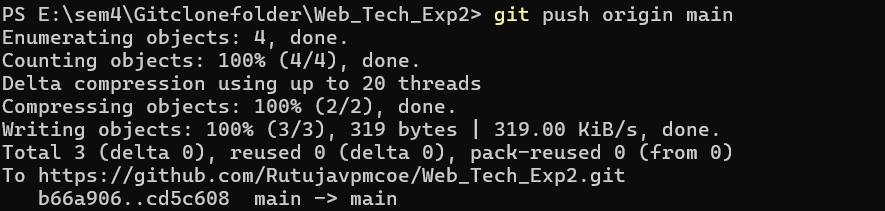 PS E:\sem4\Gitclonefolder\Web_Tech_Exp2> git push origin main
Enumerating objects: 4, done.
Counting objects: 100% (4/4), done.
Delta compression using up to 20 threads
Compressing objects: 100% (2/2), done.
Writing objects: 100% (3/3), 319 bytes | 319.00 KiB/s, done.
Total 3 (delta 0), reused 0 (delta 0), pack-reused 0 (from 0)
To https://github.com/Rutujavpmcoe/Web_Tech_Exp2.git
   b66a906..cd5c608  main -> main